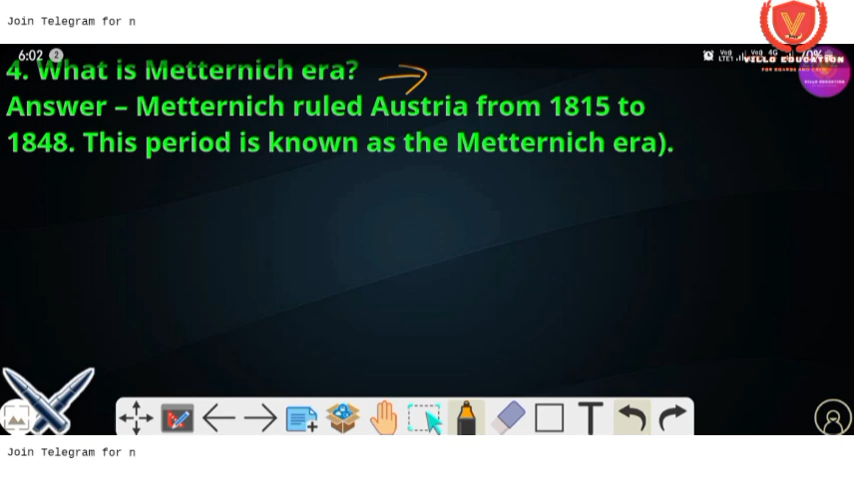 Join Telegram for n
6:02 2
4. What is Metternich era?
Answer – Metternich ruled Austria from 1815 to
1848. This period is known as the Metternich era).
VILLO EDUCATION
T
Join Telegram for n